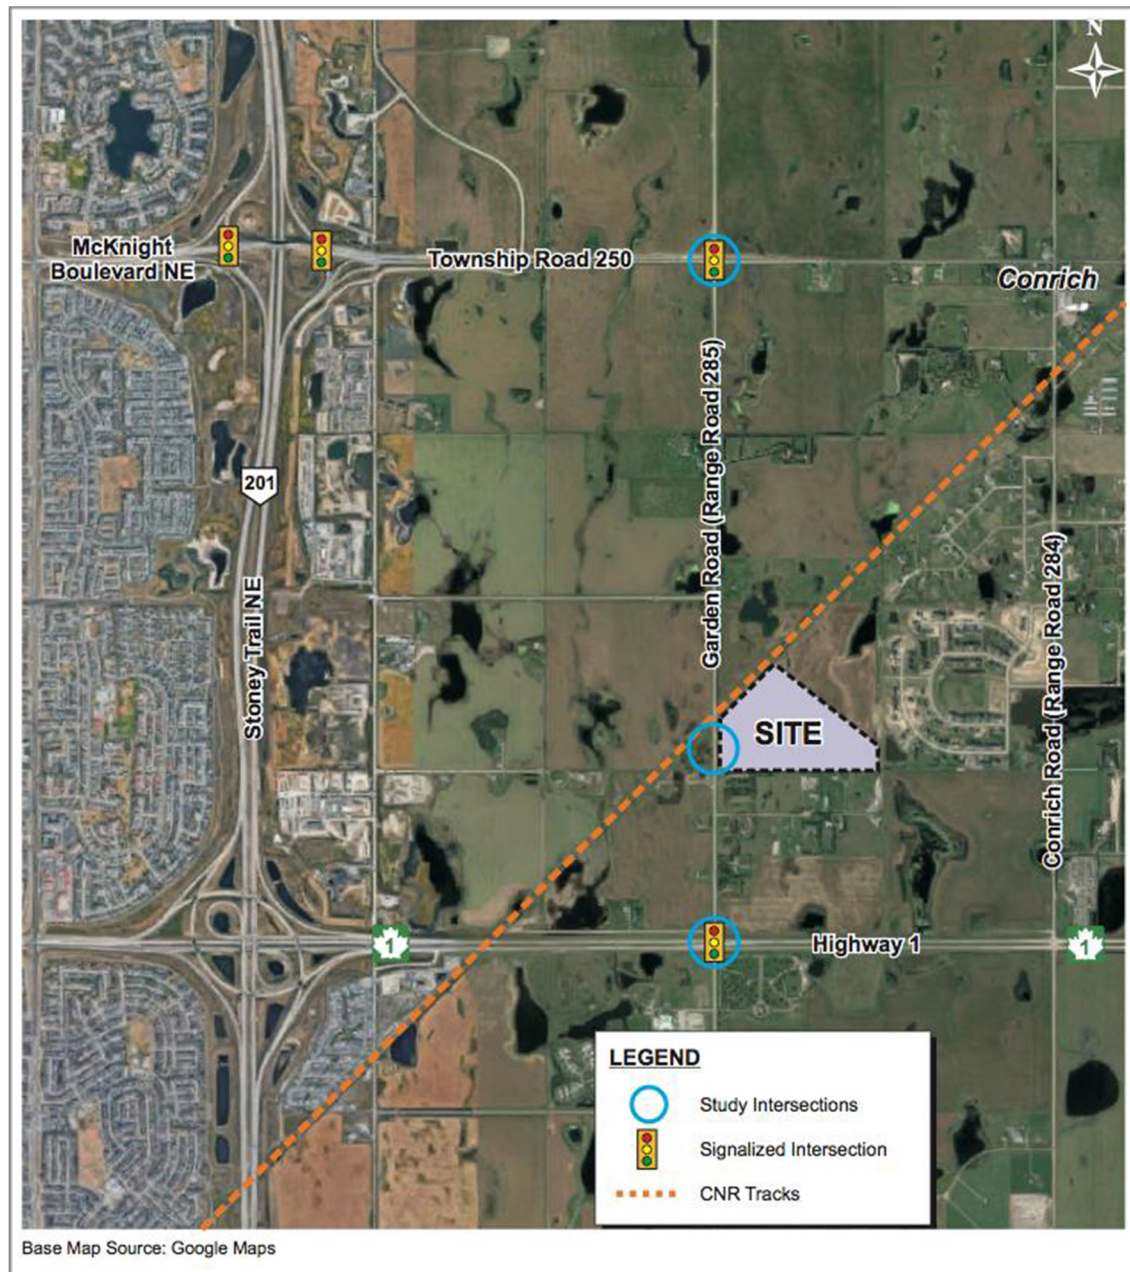 N
McKnight
Boulevard NE
Township Road 250
Conrich
Garden Road (Range Road 285)
201
Stoney Trail NE
Conrich Road (Range Road 284)
SITE
1
Highway 1
1
LEGEND
Study Intersections
Signalized Intersection
CNR Tracks
Base Map Source: Google Maps